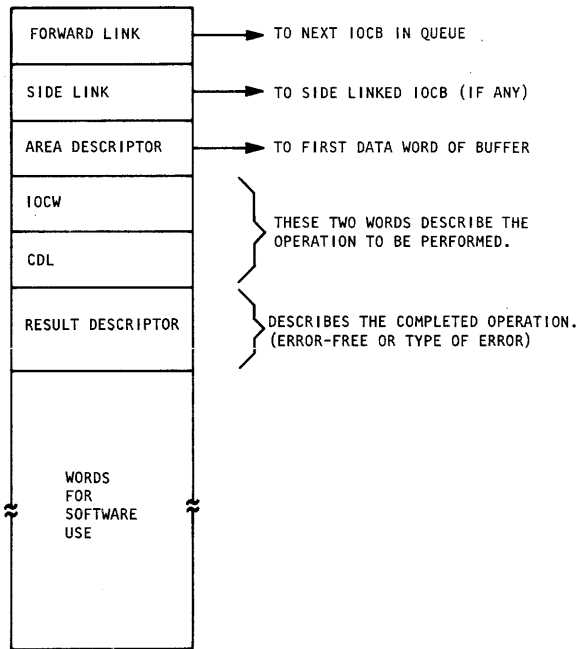 FORWARD LINK
TO NEXT IOCB IN QUEUE
SIDE LINK
TO SIDE LINKED IOCB (IF ANY)
AREA DESCRIPTOR
TO FIRST DATA WORD OF BUFFER
IOCW
CDL
THESE TWO WORDS DESCRIBE THE
OPERATION TO BE PERFORMED.
RESULT DESCRIPTOR
DESCRIBES THE COMPLETED OPERATION.
(ERROR-FREE OR TYPE OF ERROR)
WORDS
FOR
SOFTWARE
USE